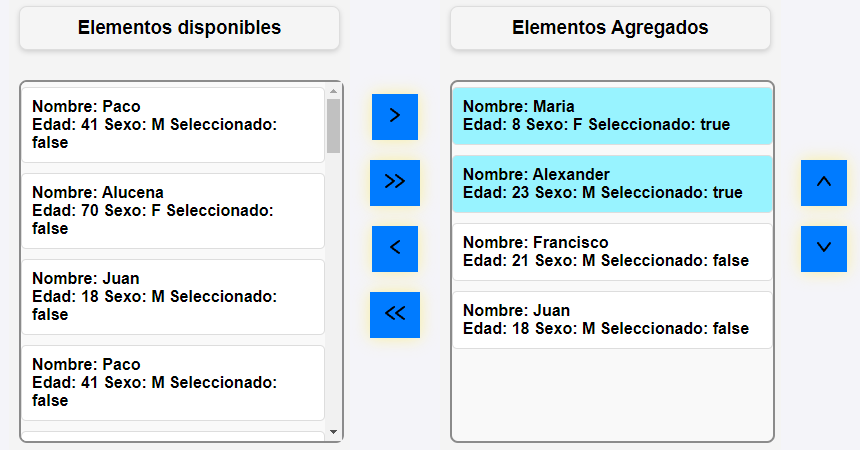 Elementos disponibles
Nombre: Paco
Edad: 41 Sexo: M Seleccionado:
false
Nombre: Alucena
Edad: 70 Sexo: F Seleccionado:
false
Nombre: Juan
Edad: 18 Sexo: M Seleccionado:
false
Nombre: Paco
Edad: 41 Sexo: M Seleccionado:
false
>
>>
<
<<
Elementos Agregados
Nombre: Maria
Edad: 8 Sexo: F Seleccionado: true
Nombre: Alexander
Edad: 23 Sexo: M Seleccionado: true
Nombre: Francisco
Edad: 21 Sexo: M Seleccionado: false
Nombre: Juan
Edad: 18 Sexo: M Seleccionado: false